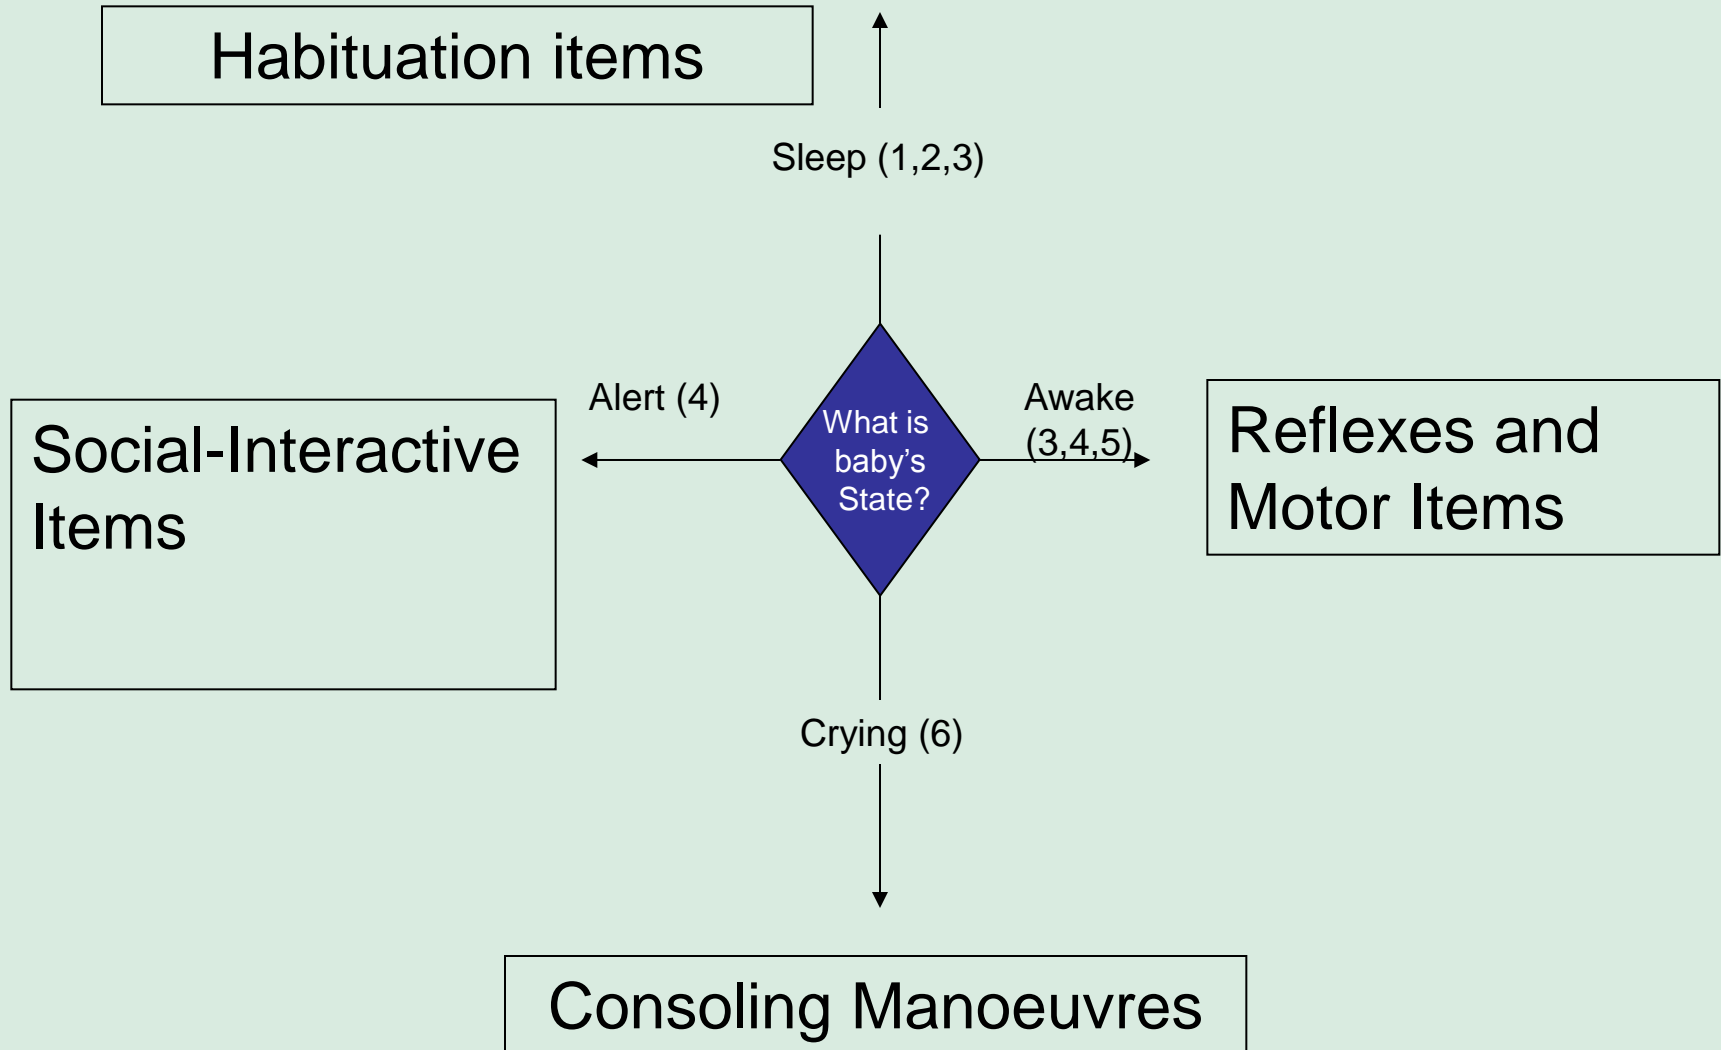 Habituation items
Sleep (1,2,3)
Alert (4)
Awake
(3,4,5)
What is
baby’s
State?
Social-Interactive
Items
Reflexes and
Motor Items
Crying (6)
Consoling Manoeuvres